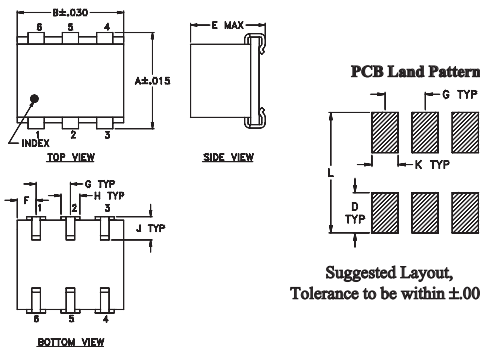 B±.030
6 5 4
A±.015
1 2 3
INDEX
TOP VIEW
E MAX
SIDE VIEW
PCB Land Pattern
G TYP
K TYP
L
D
TYP
Suggested Layout,
Tolerance to be within ±.00
F
G TYP
H TYP
1 2 3
J TYP
6 5 4
BOTTOM VIEW